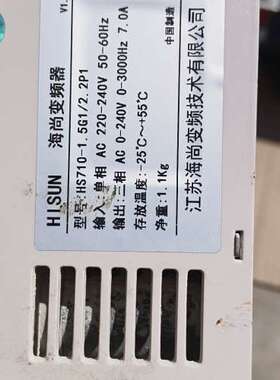 V1.
HISUN 海尚变频器
型号:HS710-1.5G1/2.2P1
输入:单相 AC 220-240V 50-60Hz
输出:三相 AC 0-240V 0-3000Hz 7.0A
存放温度:-25℃~+55℃
净重:1.1Kg
中国制造
江苏海尚变频技术有限公司